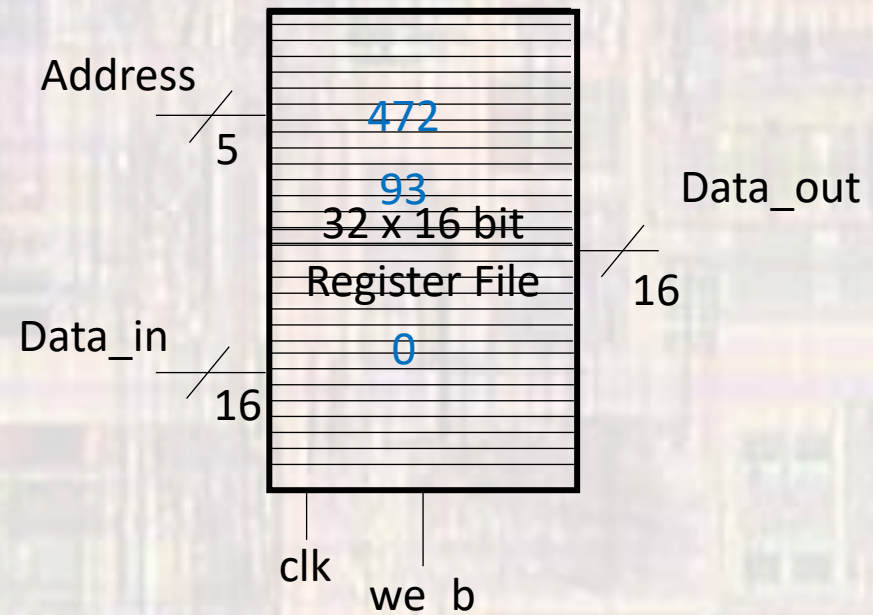 Address
5
472
93
32 x 16 bit
Register File
Data_out
16
Data_in
16
0
clk
we_b